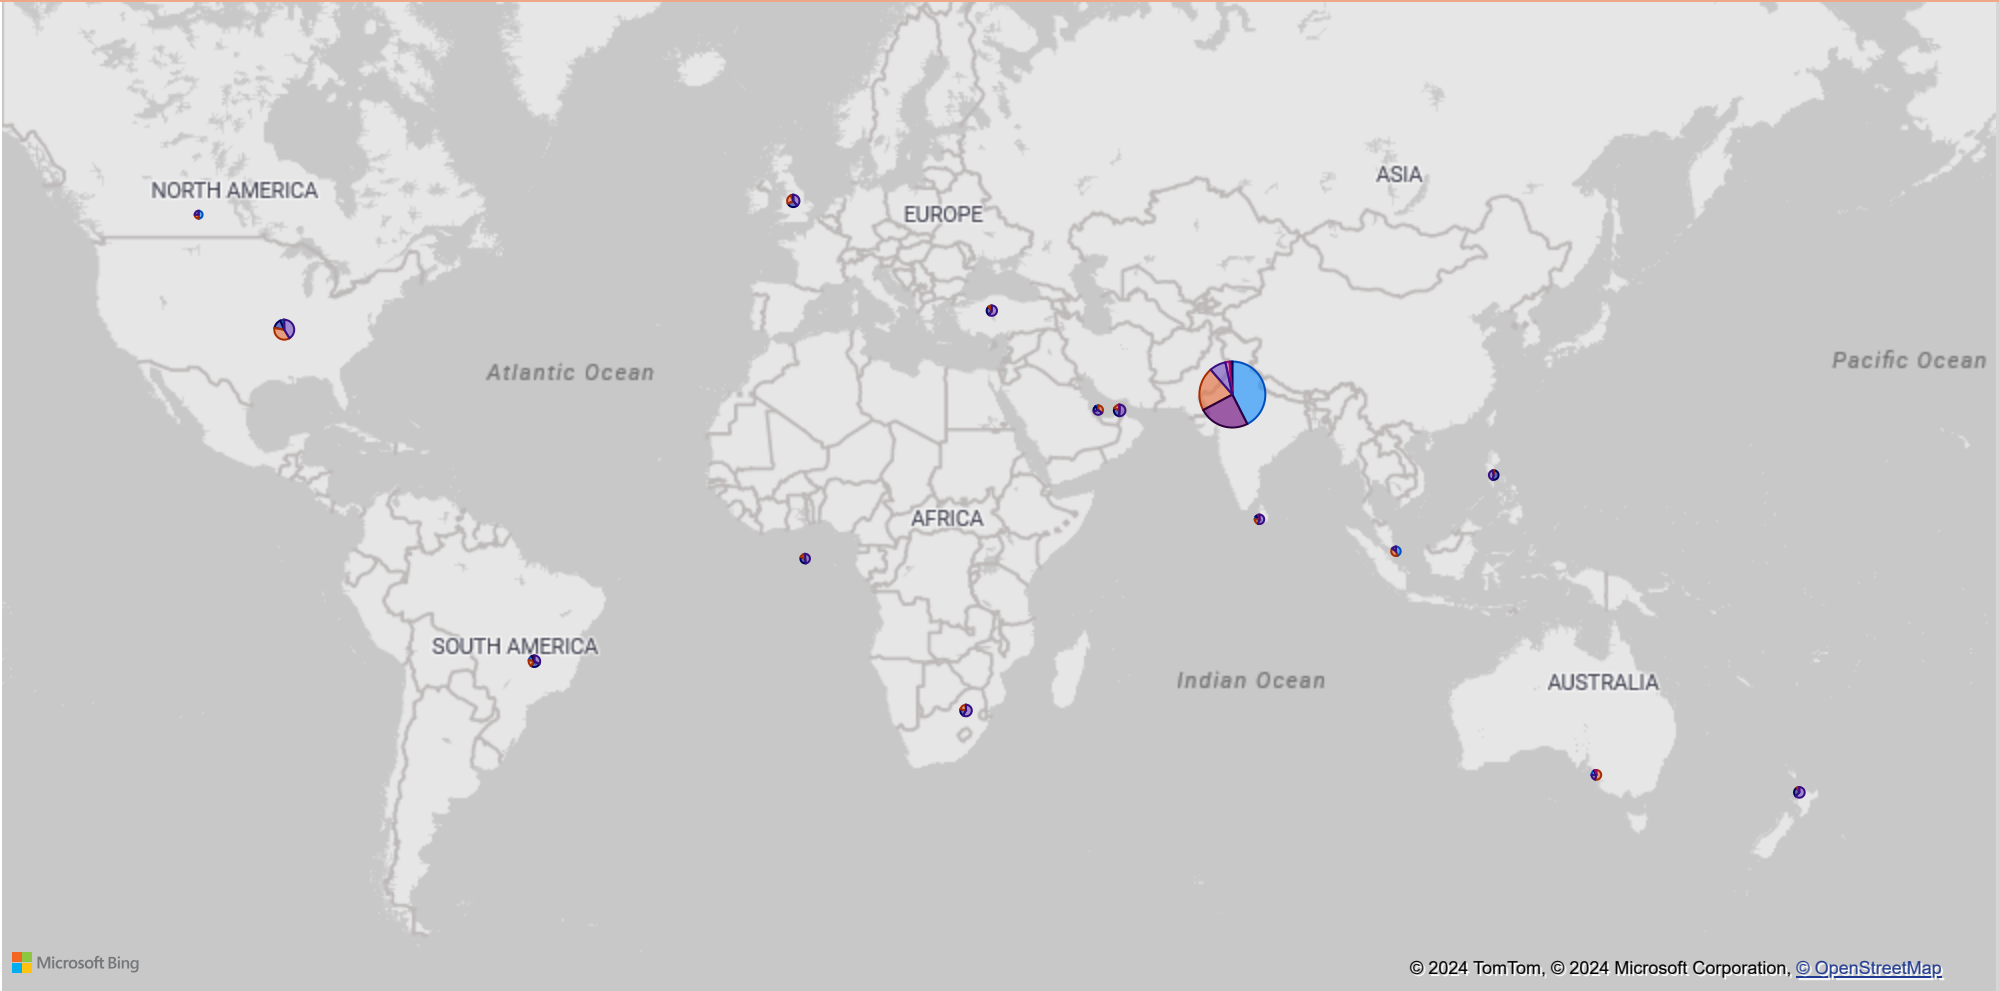 NORTH AMERICA
ASIA
EUROPE
Atlantic Ocean
Pacific Ocean
AFRICA
SOUTH AMERICA
Indian Ocean
AUSTRALIA
Microsoft Bing
© 2024 TomTom, © 2024 Microsoft Corporation, © OpenStreetMap